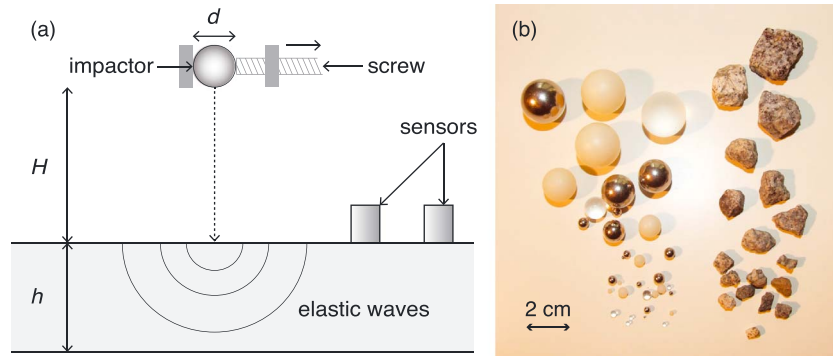 (a)
d
impactor
screw
sensors
H
h
elastic waves
(b)
2 cm